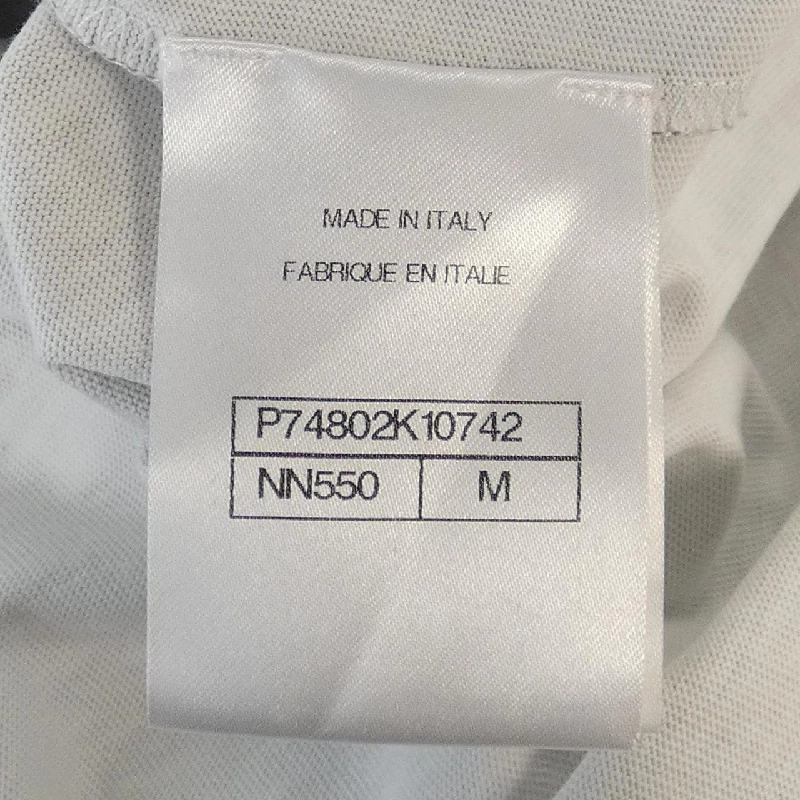 MADE IN ITALY
FABRIQUE EN ITALIE
P74802K10742
NN550 M